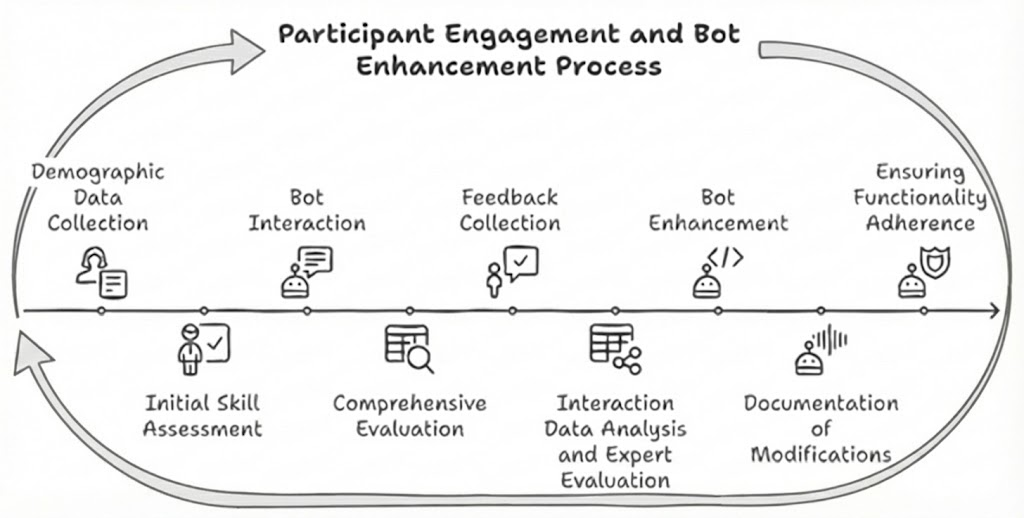 Participant Engagement and Bot
Enhancement Process
Demographic
Data
Collection
Bot
Interaction
Feedback
Collection
Bot
Enhancement
Ensuring
Functionality
Adherence
Initial Skill
Assessment
Comprehensive
Evaluation
Interaction
Data Analysis
and Expert
Evaluation
Documentation
of
Modifications